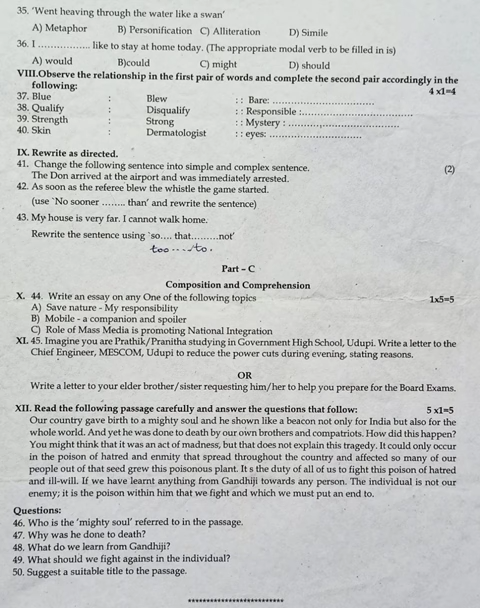 35. 'Went heaving through the water like a swan'
A) Metaphor B) Personification C) Alliteration D) Simile
36. I ................ like to stay at home today. (The appropriate modal verb to be filled in is)
A) would B)could C) might D) should
VIII.Observe the relationship in the first pair of words and complete the second pair accordingly in the
following: 4 x1=4
37. Blue : Blew : : Bare: ................................
38. Qualify : Disqualify : : Responsible :..................................
39. Strength : Strong : : Mystery : ..................................
40. Skin : Dermatologist : : eyes: .............................
IX. Rewrite as directed.
41. Change the following sentence into simple and complex sentence. (2)
The Don arrived at the airport and was immediately arrested.
42. As soon as the referee blew the whistle the game started.
(use `No sooner ........ than' and rewrite the sentence)
43. My house is very far. I cannot walk home.
Rewrite the sentence using `so.... that.........not'
too ---- to.
Part – C
Composition and Comprehension
X. 44. Write an essay on any One of the following topics 1x5=5
A) Save nature - My responsibility
B) Mobile - a companion and spoiler
C) Role of Mass Media is promoting National Integration
XI. 45. Imagine you are Prathik/Pranitha studying in Government High School, Udupi. Write a letter to the
Chief Engineer, MESCOM, Udupi to reduce the power cuts during evening, stating reasons.
OR
Write a letter to your elder brother/sister requesting him/her to help you prepare for the Board Exams.
XII. Read the following passage carefully and answer the questions that follow: 5 x1=5
Our country gave birth to a mighty soul and he shown like a beacon not only for India but also for the
whole World. And yet he was done to death by our own brothers and compatriots. How did this happen?
You might think that it was an act of madness, but that does not explain this tragedy. It could only occur
in the poison of hatred and enmity that spread throughout the country and affected so many of our
people out of that seed grew this poisonous plant. It s the duty of all of us to fight this poison of hatred
and ill-will. If we have learnt anything from Gandhiji towards any person. The individual is not our
enemy; it is the poison within him that we fight and which we must put an end to.
Questions:
46. Who is the 'mighty soul' referred to in the passage.
47. Why was he done to death?
48. What do we learn from Gandhiji?
49. What should we fight against in the individual?
50. Suggest a suitable title to the passage.
**************************